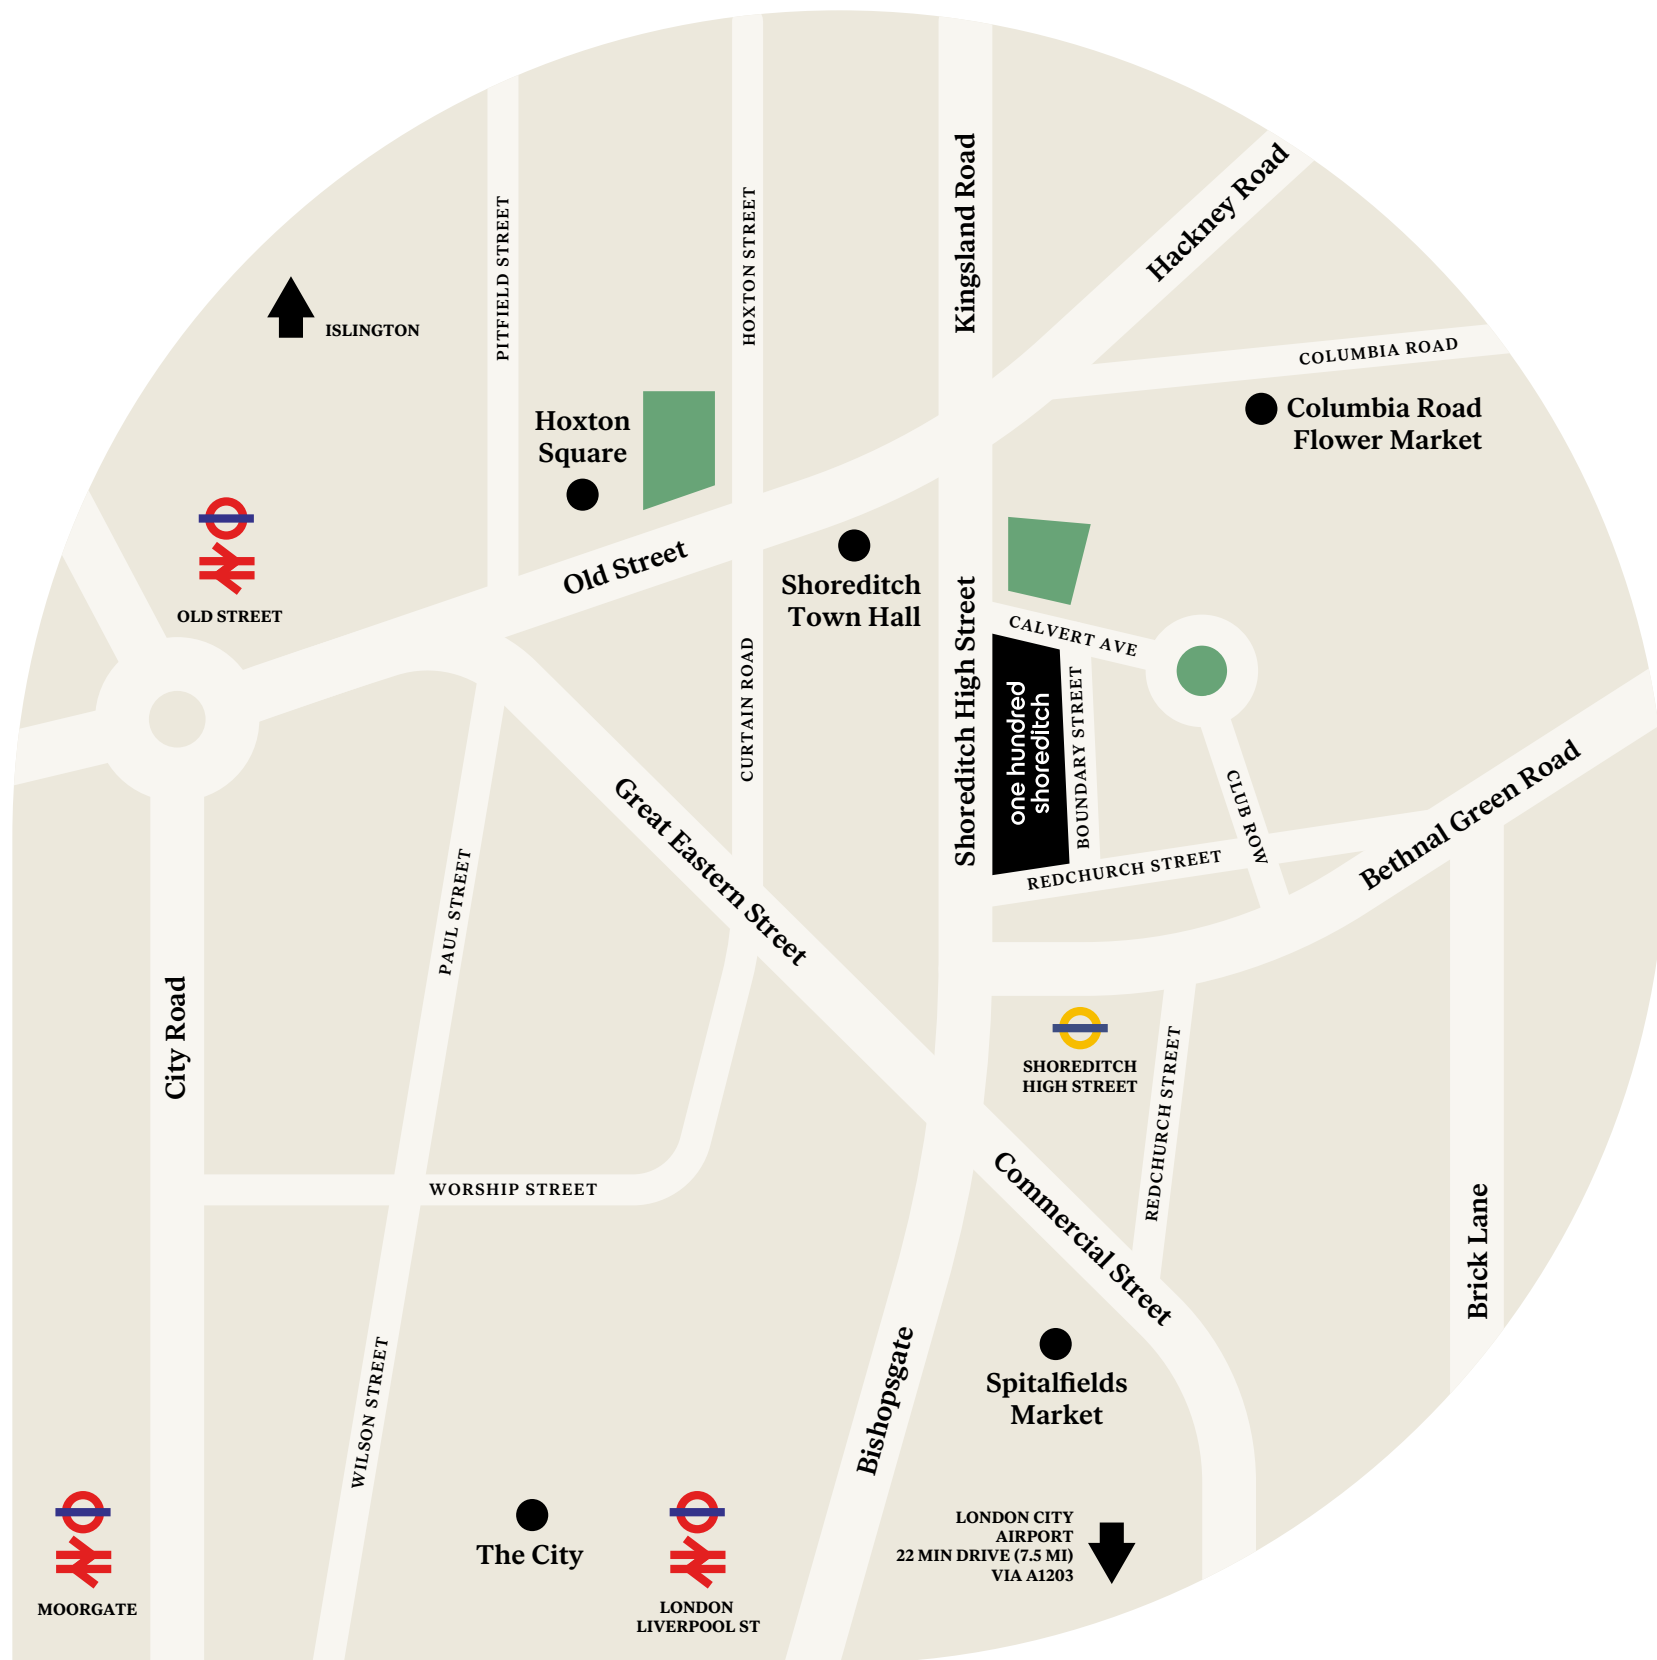 Kingsland Road
Hackney Road
PITFIELD STREET
HOXTON STREET
ISLINGTON
COLUMBIA ROAD
Columbia Road
Flower Market
Hoxton
Square
OLD STREET
Old Street
Shoreditch
Town Hall
Shoreditch High Street
CALVERT AVE
one hundred
shoreditch
BOUNDARY STREET
CURTAIN ROAD
CLUB ROW
Bethnal Green Road
REDCHURCH STREET
Great Eastern Street
PAUL STREET
City Road
SHOREDITCH
HIGH STREET
REDCHURCH STREET
WORSHIP STREET
Commercial Street
Brick Lane
WILSON STREET
Bishopsgate
Spitalfields
Market
The City
LONDON CITY
AIRPORT
22 MIN DRIVE (7.5 MI)
VIA A1203
MOORGATE
LONDON
LIVERPOOL ST